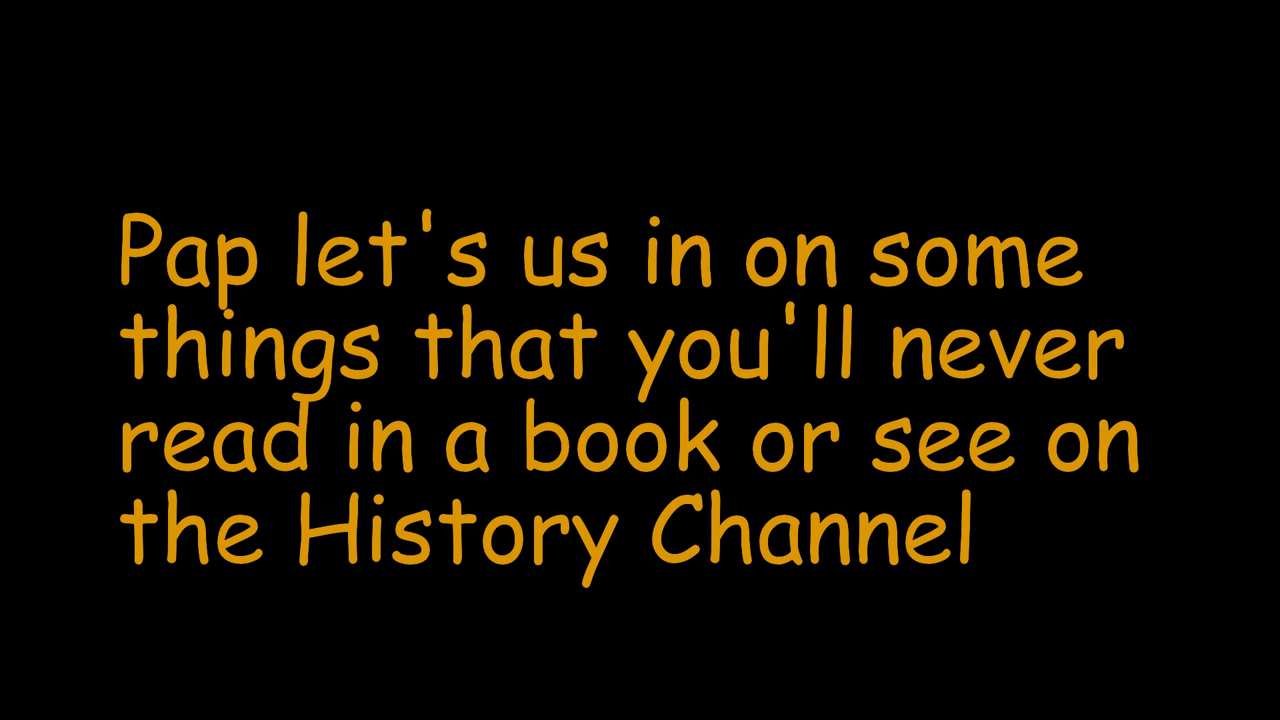 Pap let's us in on some
things that you'll never
read in a book or see on
the History Channel